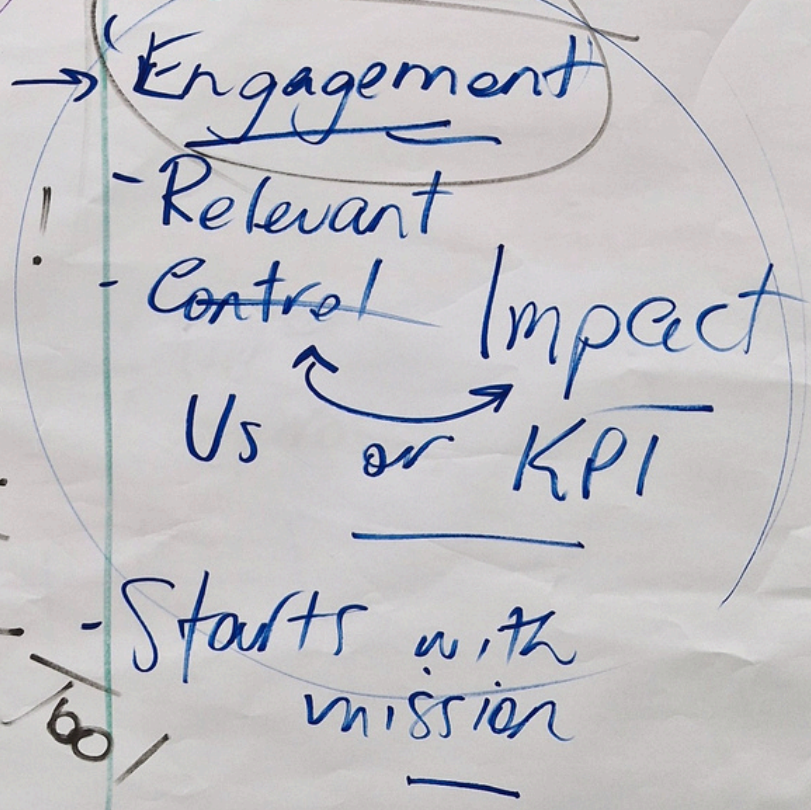 → Engagement
- Relevant
!
- Control Impact
Us or KPI
- Starts with
mission